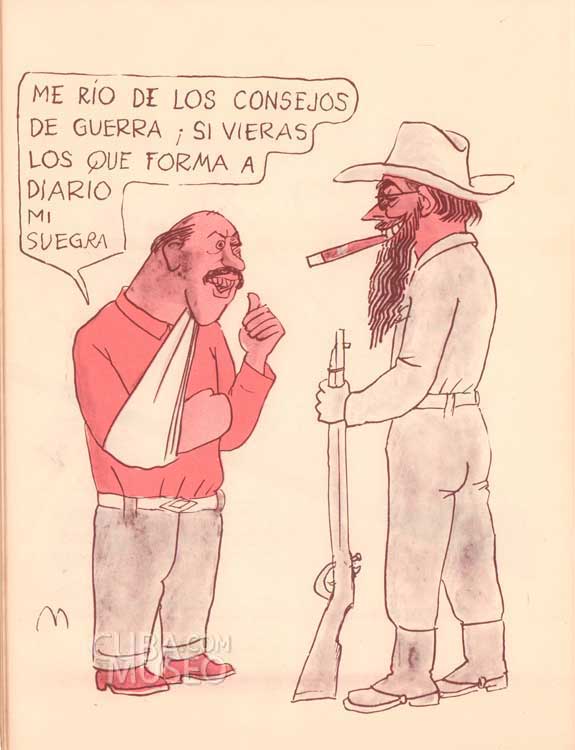 ME RÍO DE LOS CONSEJOS
DE GUERRA ¡ SI VIERAS
LOS QUE FORMA A
DIARIO
MI
SUEGRA
M
CUBA.COM
MUSEO